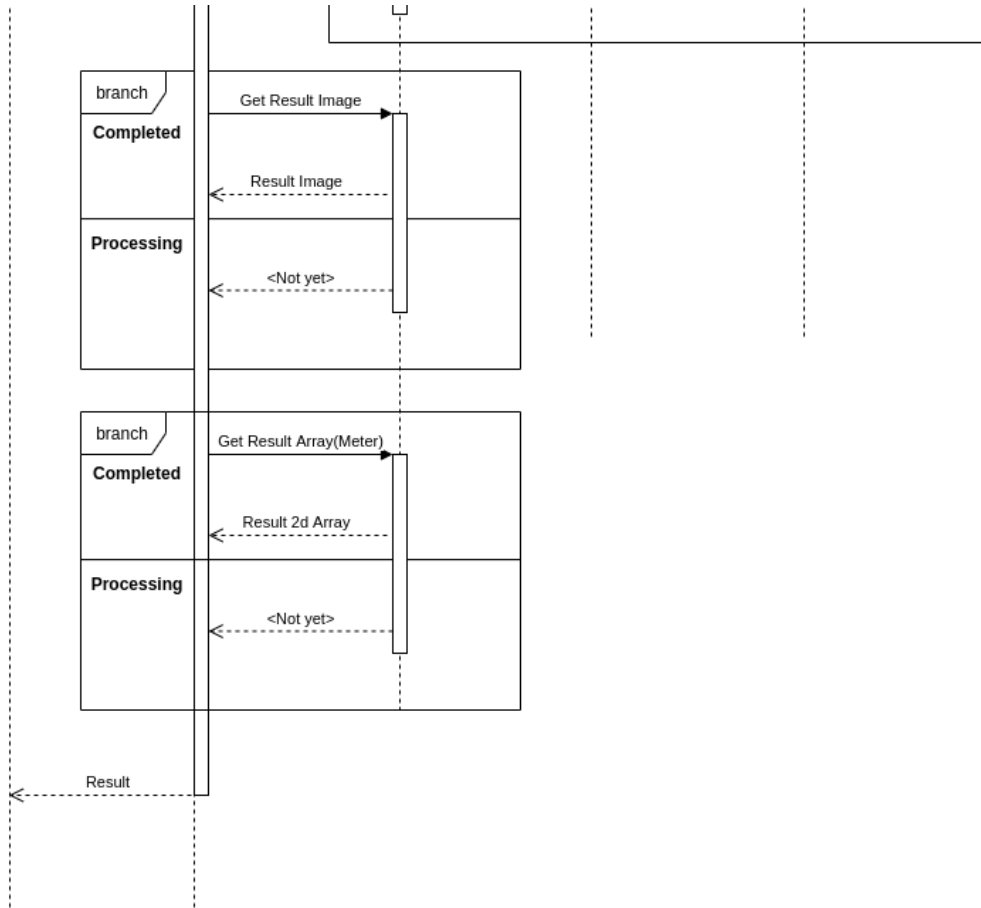 branch
Get Result Image
Completed
Result Image
Processing
<Not yet>
branch
Get Result Array(Meter)
Completed
Result 2d Array
Processing
<Not yet>
Result